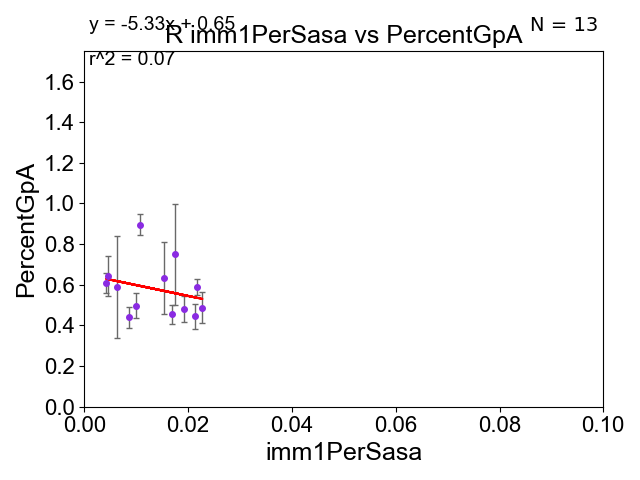 y = -5.33x + 0.65
N = 13
R imm1PerSasa vs PercentGpA
r^2 = 0.07
1.6
1.4
1.2
1.0
0.8
0.6
0.4
0.2
0.0
PercentGpA
0.00 0.02 0.04 0.06 0.08 0.10
imm1PerSasa